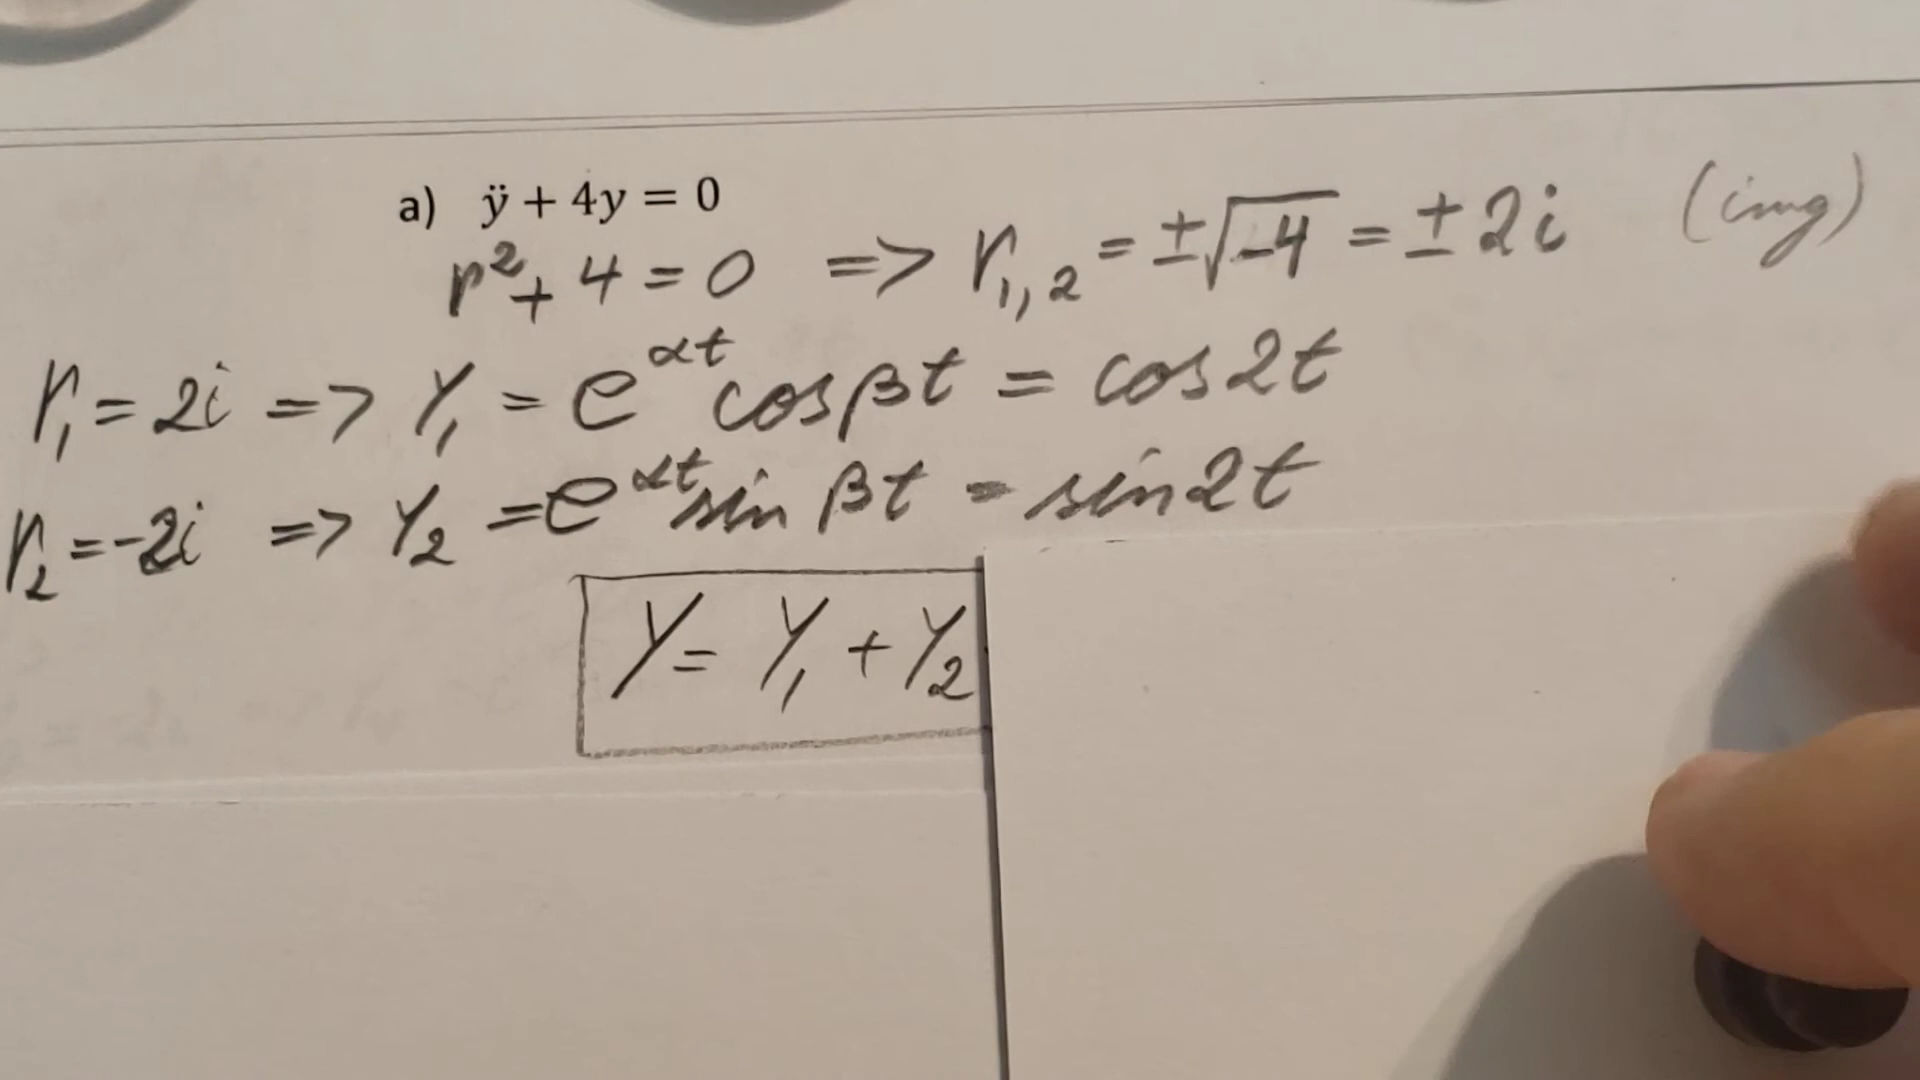 a) ÿ + 4y = 0
r² + 4 = 0 => r₁,₂ = ±√-4 = ±2i (img)
r₁ = 2i => Y₁ = e^αt cos βt = cos 2t
r₂ = -2i => Y₂ = e^αt sin βt = sin 2t
Y = Y₁ + Y₂